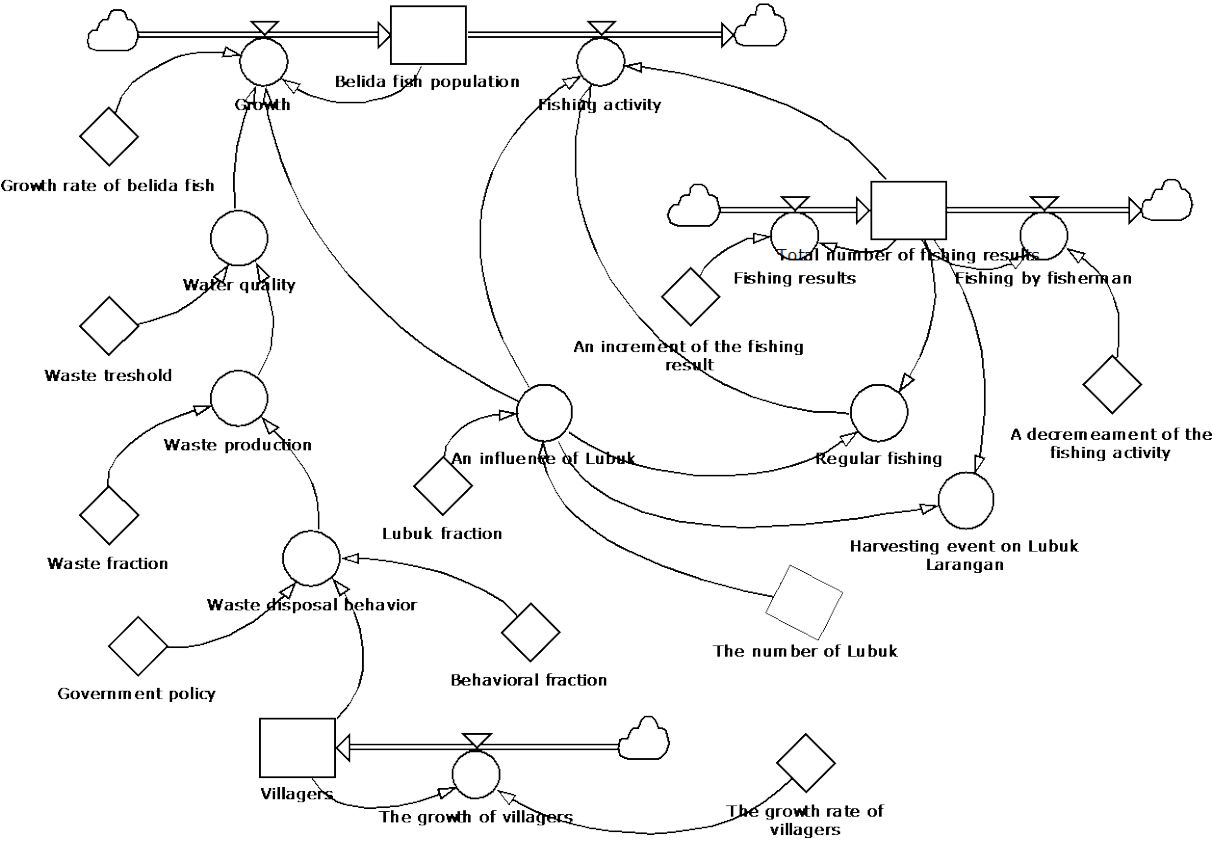 Belida fish population
Growth
Fishing activity
Growth rate of belida fish
Total number of fishing results
Fishing results
Fishing by fisherman
Water quality
An increment of the fishing
result
Waste treshold
A decremeament of the
fishing activity
Waste production
An influence of Lubuk
Regular fishing
Lubuk fraction
Harvesting event on Lubuk
Larangan
Waste fraction
Waste disposal behavior
The number of Lubuk
Behavioral fraction
Government policy
Villagers
The growth of villagers
The growth rate of
villagers